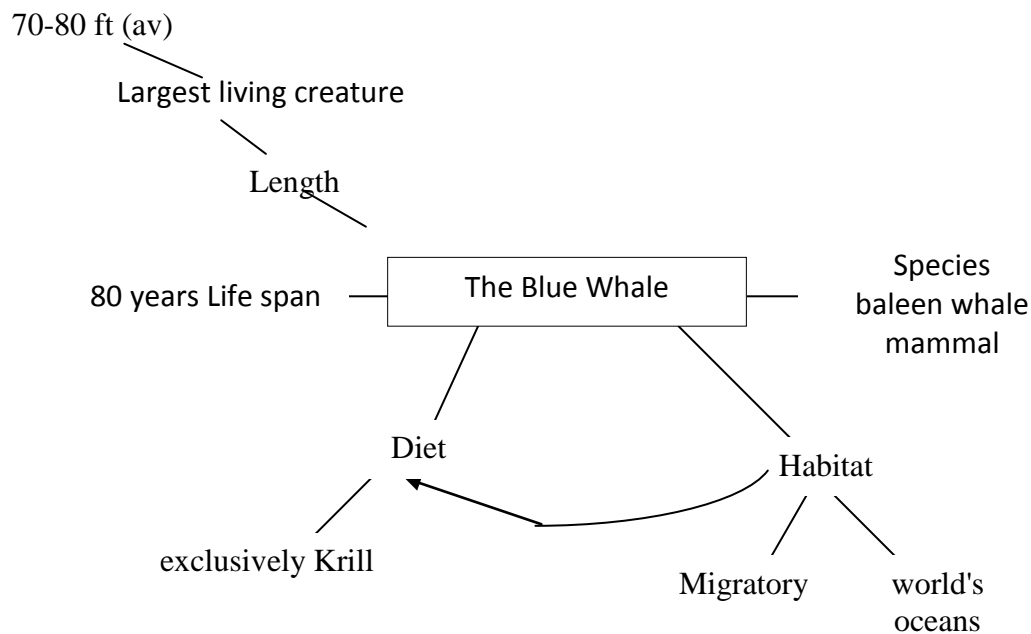 70-80 ft (av)
Largest living creature
Length
80 years Life span
The Blue Whale
Species
baleen whale
mammal
Diet
Habitat
exclusively Krill
Migratory
world's
oceans